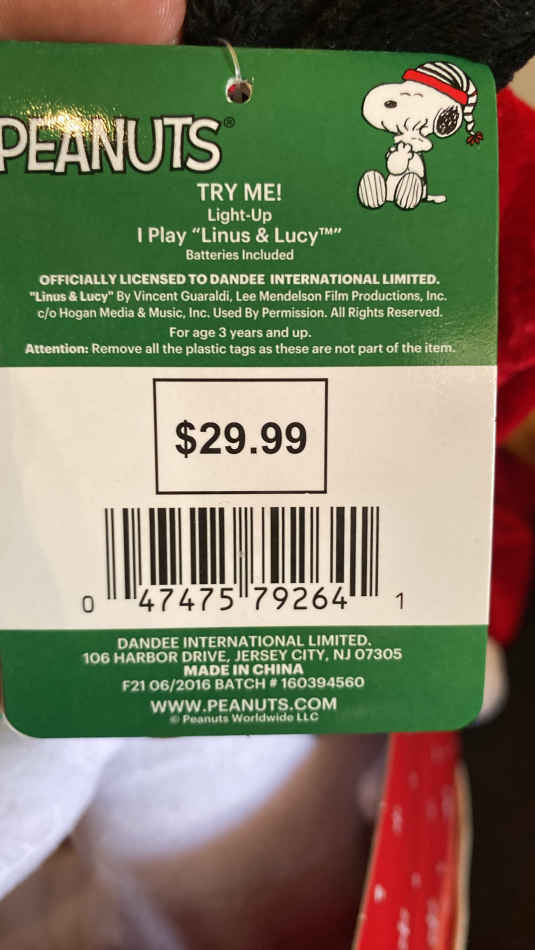 PEANUTS®
TRY ME!
Light-Up
I Play “Linus & Lucy™”
Batteries Included
OFFICIALLY LICENSED TO DANDEE INTERNATIONAL LIMITED.
"Linus & Lucy" By Vincent Guaraldi, Lee Mendelson Film Productions, Inc.
c/o Hogan Media & Music, Inc. Used By Permission. All Rights Reserved.
For age 3 years and up.
Attention: Remove all the plastic tags as these are not part of the item.
$29.99
0 47475 79264 1
DANDEE INTERNATIONAL LIMITED.
106 HARBOR DRIVE, JERSEY CITY, NJ 07305
MADE IN CHINA
F21 06/2016 BATCH # 160394560
WWW.PEANUTS.COM
© Peanuts Worldwide LLC